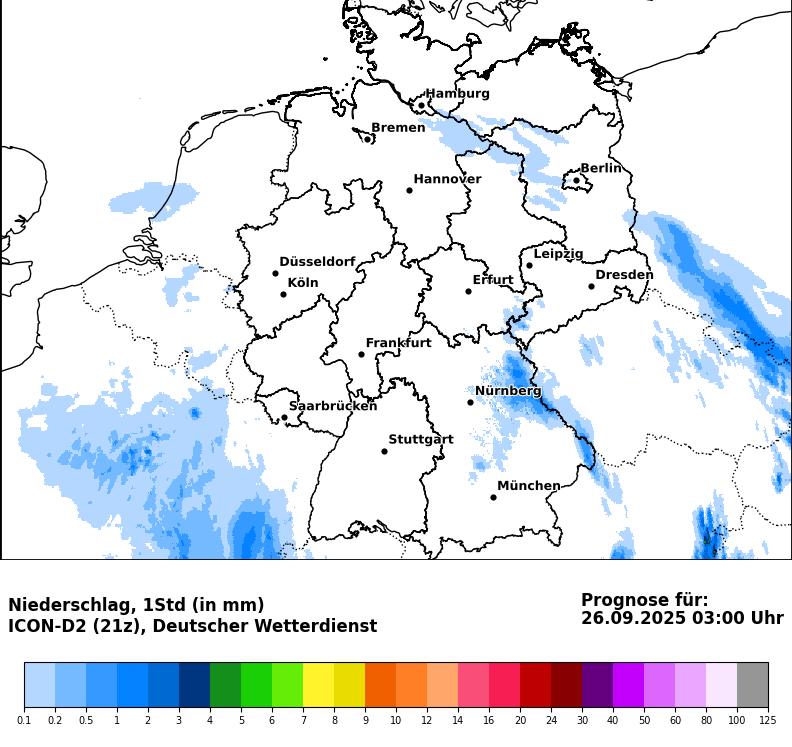 Hamburg
Bremen
Hannover
Berlin
Düsseldorf
Köln
Leipzig
Erfurt
Dresden
Frankfurt
Nürnberg
Saarbrücken
Stuttgart
München
Niederschlag, 1Std (in mm)
ICON-D2 (21z), Deutscher Wetterdienst
Prognose für:
26.09.2025 03:00 Uhr
0.1 0.2 0.5 1 2 3 4 5 6 7 8 9 10 12 14 16 20 24 30 40 50 60 80 100 125